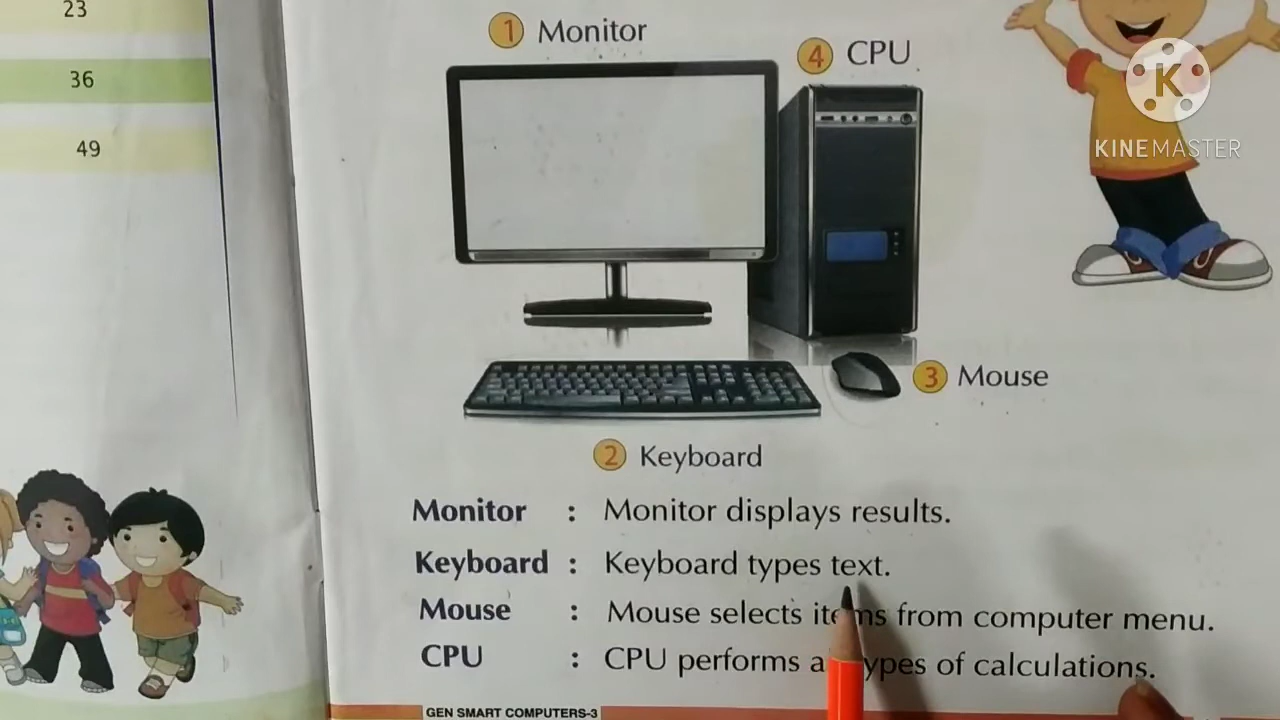 23
36
49
1 Monitor
4 CPU
K
KINEMASTER
3 Mouse
2 Keyboard
Monitor : Monitor displays results.
Keyboard : Keyboard types text.
Mouse : Mouse selects items from computer menu.
CPU : CPU performs all types of calculations.
GEN SMART COMPUTERS-3